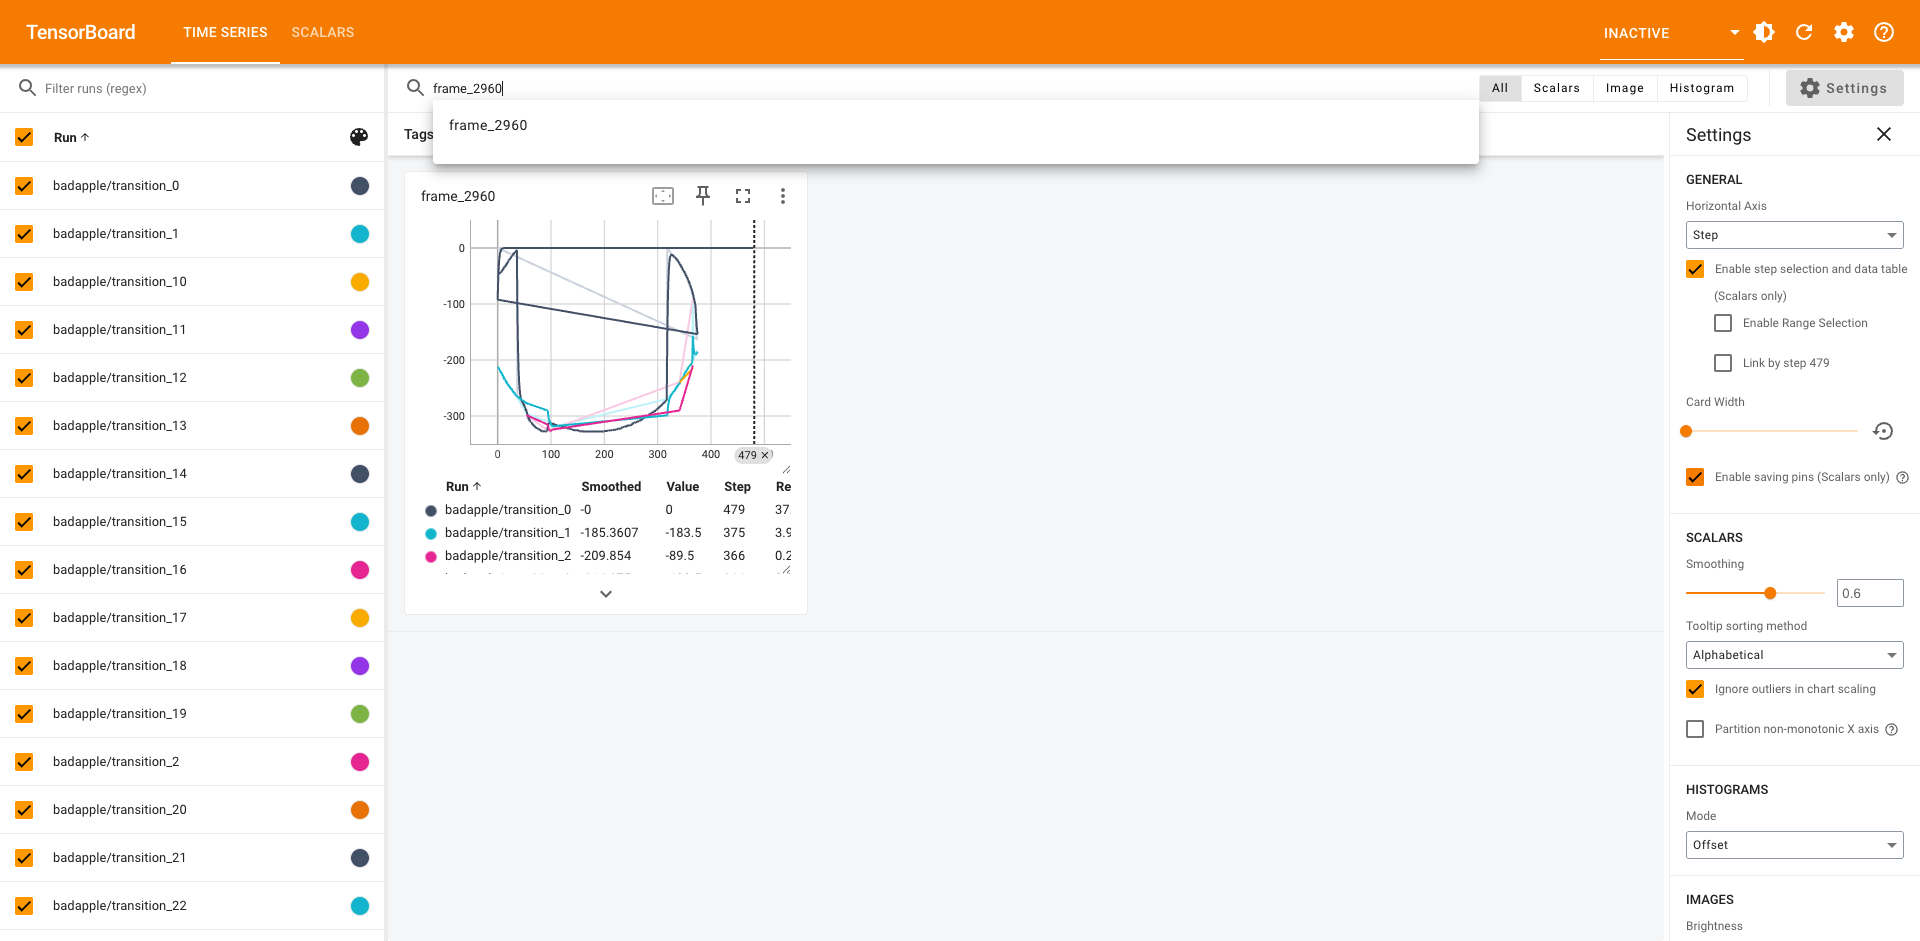 TensorBoard
TIME SERIES
SCALARS
INACTIVE
Filter runs (regex)
frame_2960
All
Scalars
Image
Histogram
Settings
frame_2960
Tags
Run
badapple/transition_0
badapple/transition_1
badapple/transition_10
badapple/transition_11
badapple/transition_12
badapple/transition_13
badapple/transition_14
badapple/transition_15
badapple/transition_16
badapple/transition_17
badapple/transition_18
badapple/transition_19
badapple/transition_2
badapple/transition_20
badapple/transition_21
badapple/transition_22
frame_2960
0
-100
-200
-300
0 100 200 300 400 479
Run Smoothed Value Step Re
badapple/transition_0 -0 0 479 37.
badapple/transition_1 -185.3607 -183.5 375 3.9
badapple/transition_2 -209.854 -89.5 366 0.2
Settings
GENERAL
Horizontal Axis
Step
Enable step selection and data table
(Scalars only)
Enable Range Selection
Link by step 479
Card Width
Enable saving pins (Scalars only)
SCALARS
Smoothing
0.6
Tooltip sorting method
Alphabetical
Ignore outliers in chart scaling
Partition non-monotonic X axis
HISTOGRAMS
Mode
Offset
IMAGES
Brightness